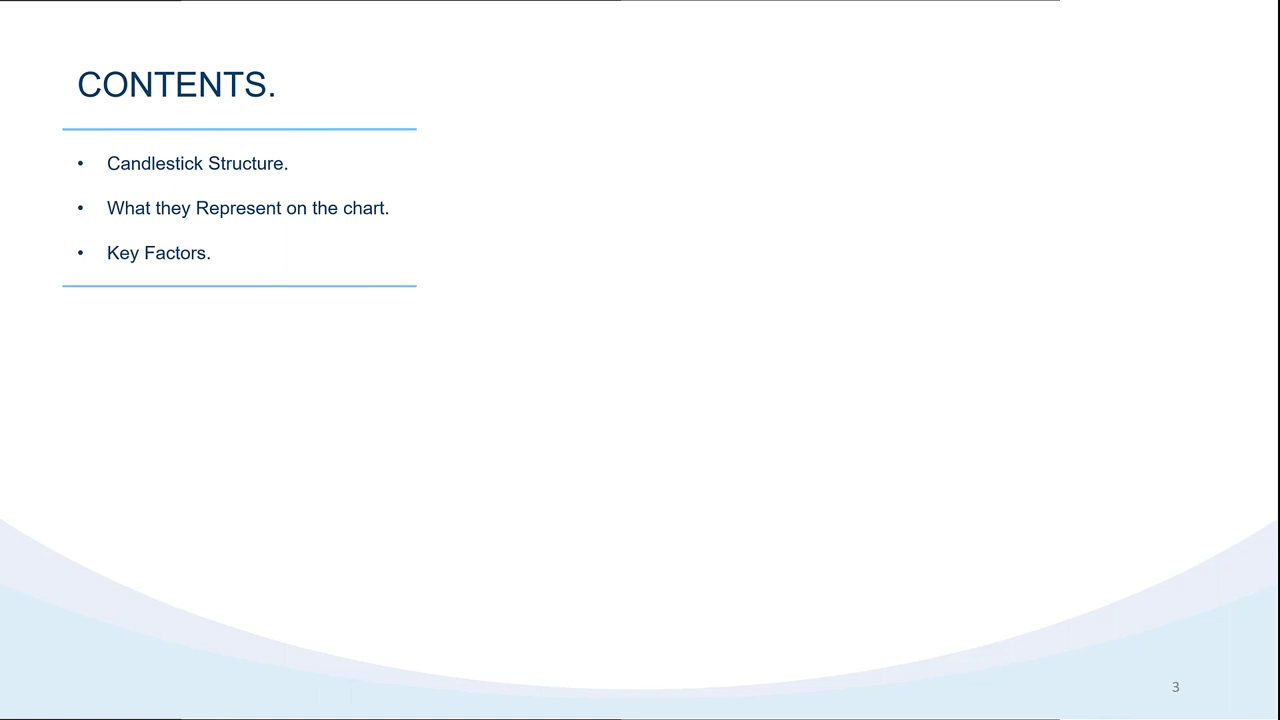 CONTENTS.
• Candlestick Structure.
• What they Represent on the chart.
• Key Factors.
3